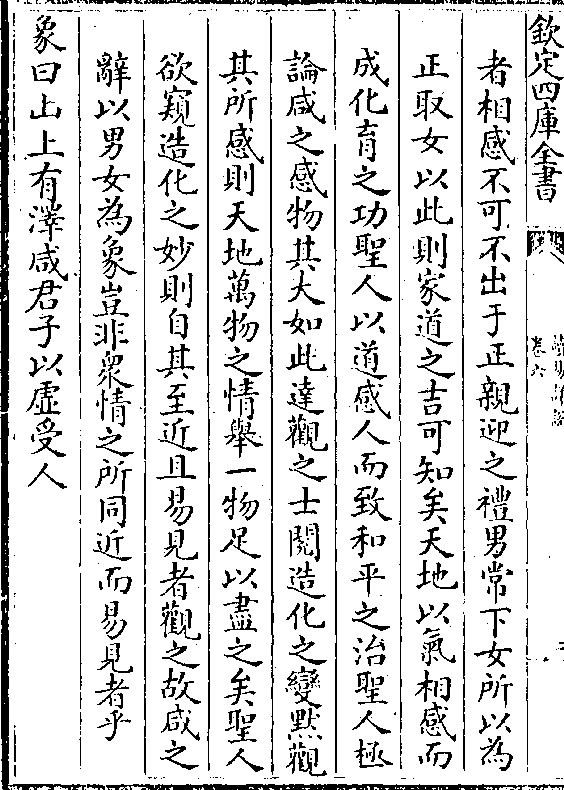 欽定四庫全書
卷六
者相感不可不出于正親迎之禮男常下女所以為
正取女以此則家道之吉可知矣天地以氣相感而
成化育之功聖人以道感人而致和平之治聖人極
論咸之感物其大如此達觀之士閱造化之變默觀
其所感則天地萬物之情舉一物足以盡之矣聖人
欲窺造化之妙則自其至近且易見者觀之故咸之
辭以男女為象豈非衆情之所同近而易見者乎
象曰山上有澤咸君子以虛受人